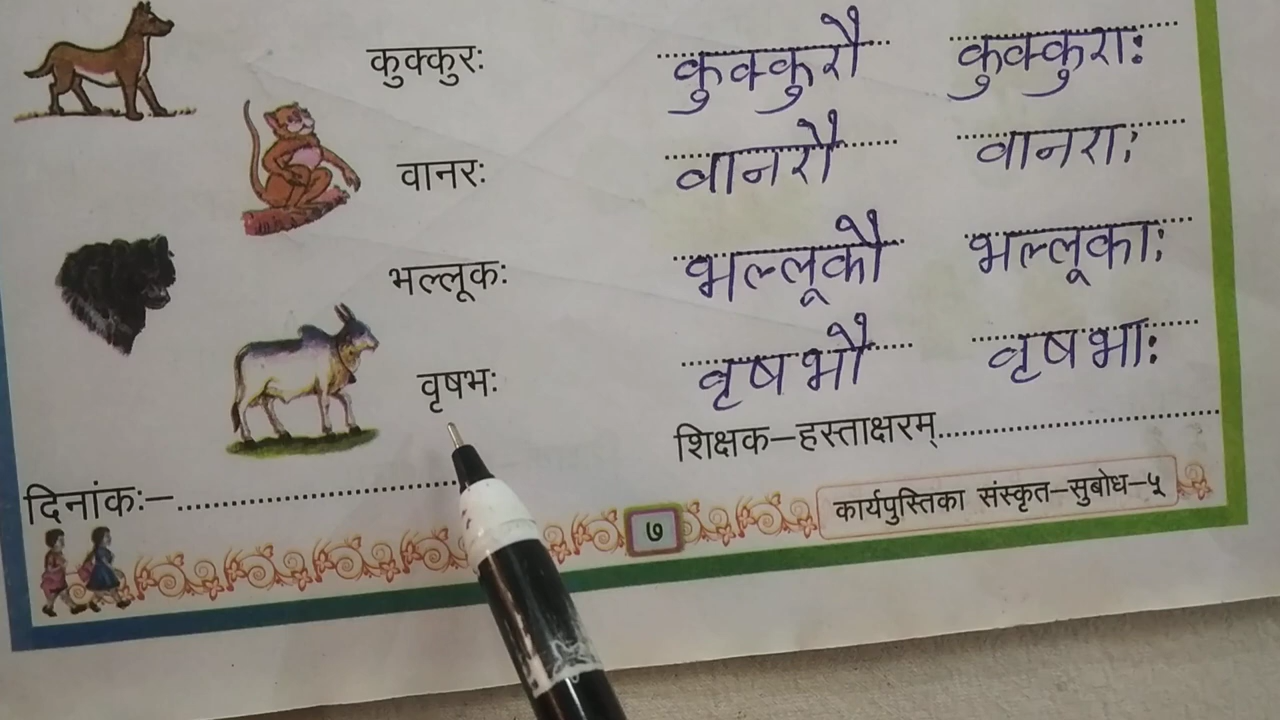 कुक्कुरः कुक्कुरौ कुक्कुराः
वानरः वानरौ वानराः
भल्लूकः भल्लूकौ भल्लूकाः
वृषभः वृषभौ वृषभाः
शिक्षक–हस्ताक्षरम्
दिनांकः–
७ कार्यपुस्तिका संस्कृत–सुबोध–५